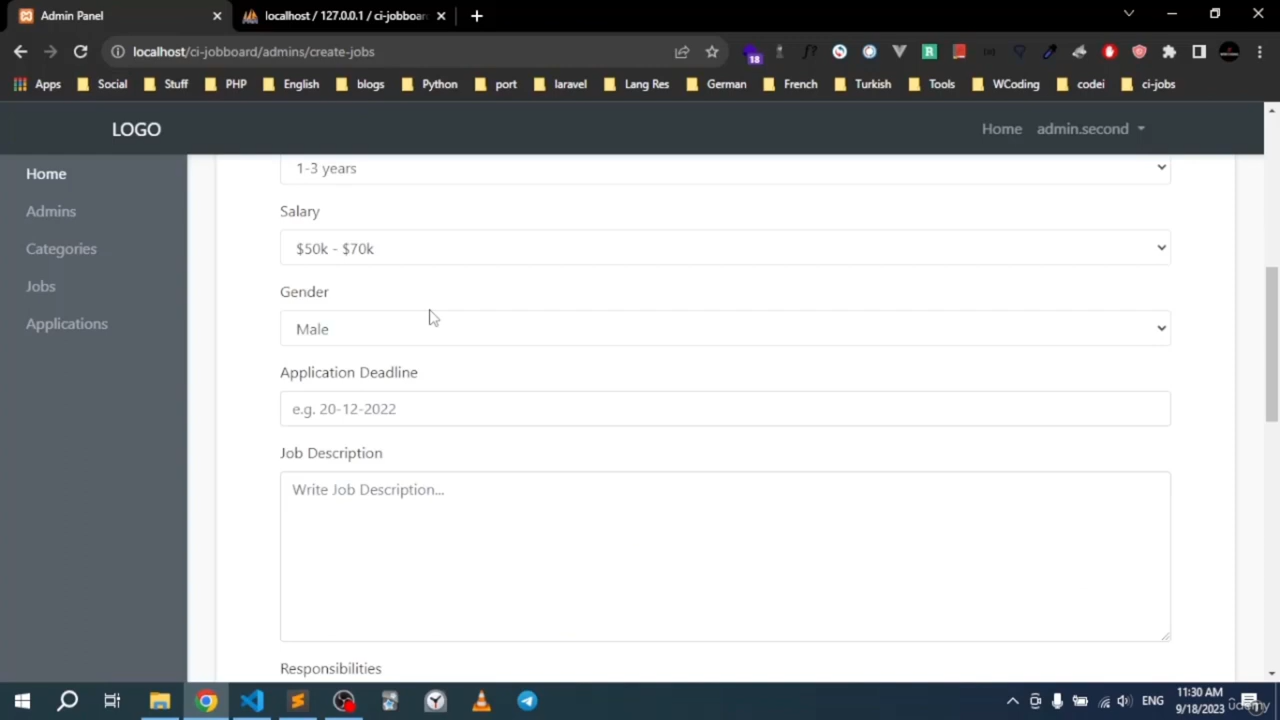 Admin Panel
localhost / 127.0.0.1 / ci-jobboard
localhost/ci-jobboard/admins/create-jobs
18
Apps Social Stuff PHP English blogs Python port laravel Lang Res German French Turkish Tools WCoding codei ci-jobs
LOGO
Home admin.second
Home
Admins
Categories
Jobs
Applications
1-3 years
Salary
$50k - $70k
Gender
Male
Application Deadline
e.g. 20-12-2022
Job Description
Write Job Description...
Responsibilities
ENG
11:30 AM
9/18/2023
udemy